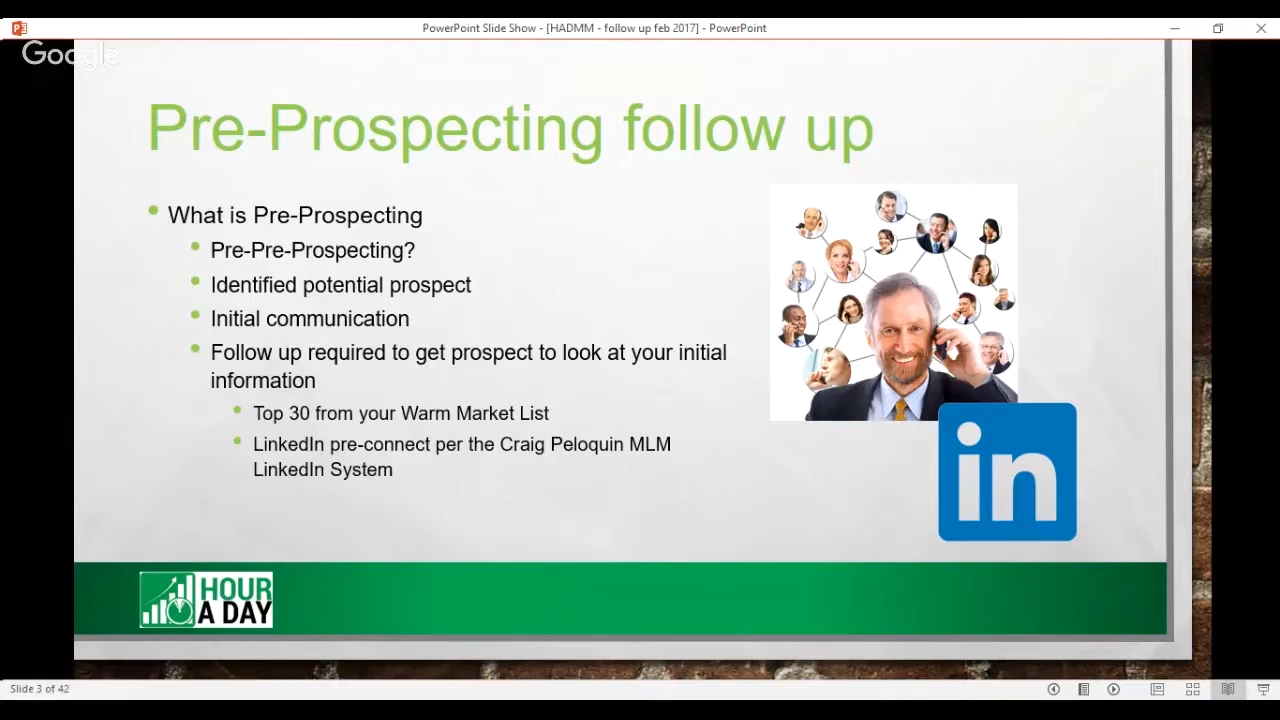 PowerPoint Slide Show - [HADMM - follow up feb 2017] - PowerPoint
Google
Pre-Prospecting follow up
What is Pre-Prospecting
Pre-Pre-Prospecting?
Identified potential prospect
Initial communication
Follow up required to get prospect to look at your initial
information
Top 30 from your Warm Market List
LinkedIn pre-connect per the Craig Peloquin MLM
LinkedIn System
in
HOUR
A DAY
Slide 3 of 42